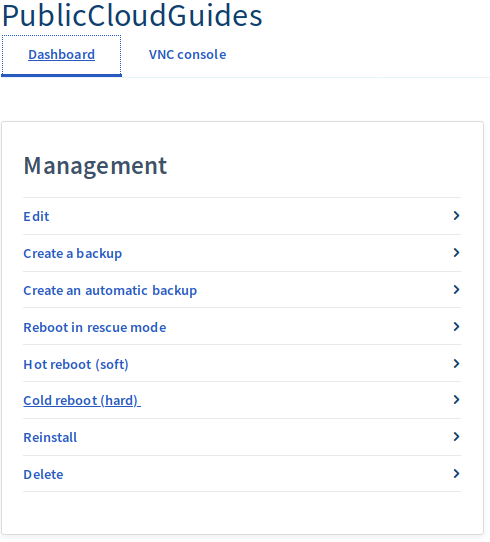 PublicCloudGuides
Dashboard VNC console
Management
Edit
Create a backup
Create an automatic backup
Reboot in rescue mode
Hot reboot (soft)
Cold reboot (hard)
Reinstall
Delete